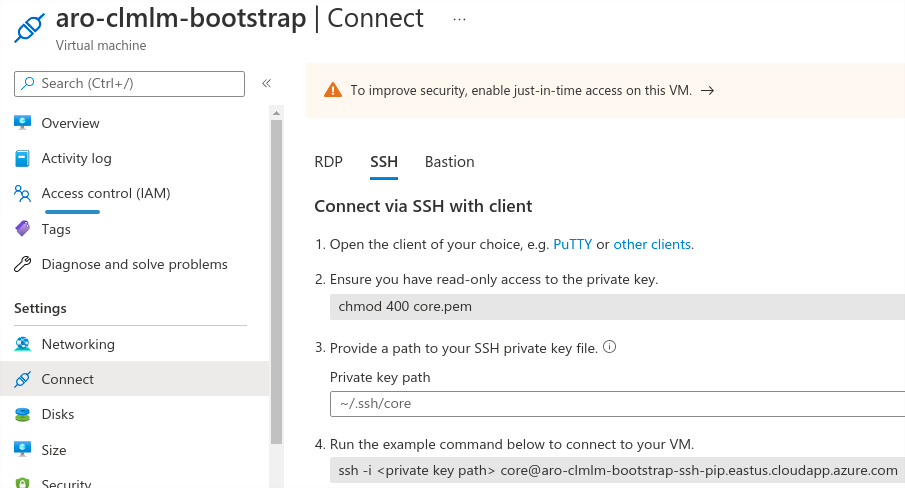 aro-clmlm-bootstrap | Connect ...
Virtual machine
Search (Ctrl+/)
«
Overview
Activity log
Access control (IAM)
Tags
Diagnose and solve problems
Settings
Networking
Connect
Disks
Size
Security
To improve security, enable just-in-time access on this VM. →
RDP SSH Bastion
Connect via SSH with client
1. Open the client of your choice, e.g. PuTTY or other clients.
2. Ensure you have read-only access to the private key.
chmod 400 core.pem
3. Provide a path to your SSH private key file.
Private key path
~/.ssh/core
4. Run the example command below to connect to your VM.
ssh -i <private key path> core@aro-clmlm-bootstrap-ssh-pip.eastus.cloudapp.azure.com